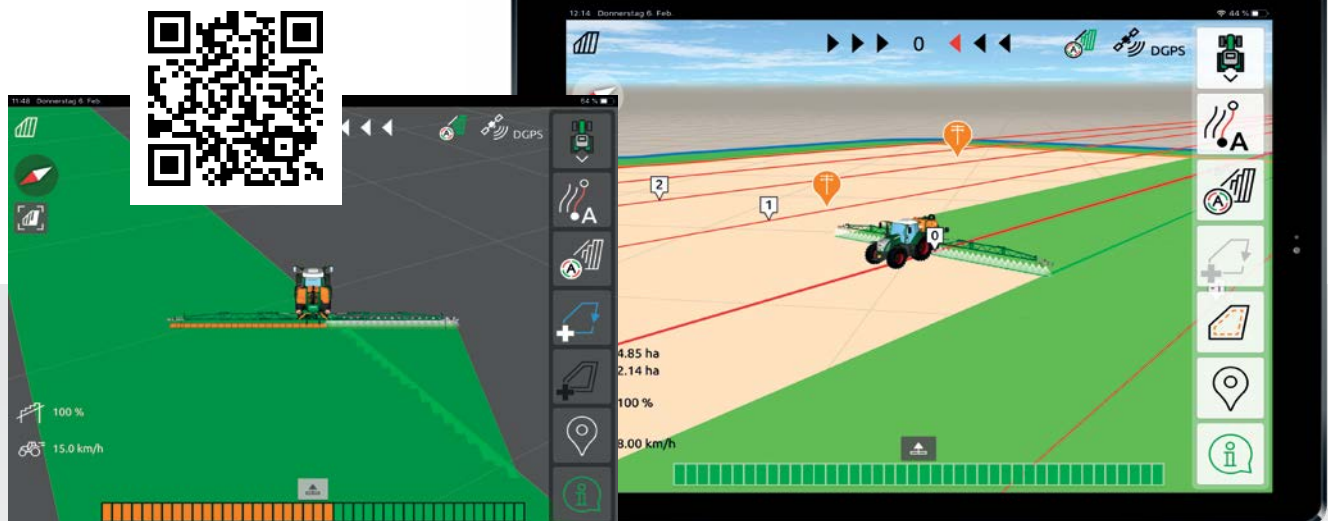 11:48 Donnerstag 6. Feb.
64 %
DGPS
A
A
100 %
15.0 km/h
12:14 Donnerstag 6. Feb.
44 %
0
A
DGPS
A
A
2
1
0
4.85 ha
2.14 ha
100 %
8.00 km/h